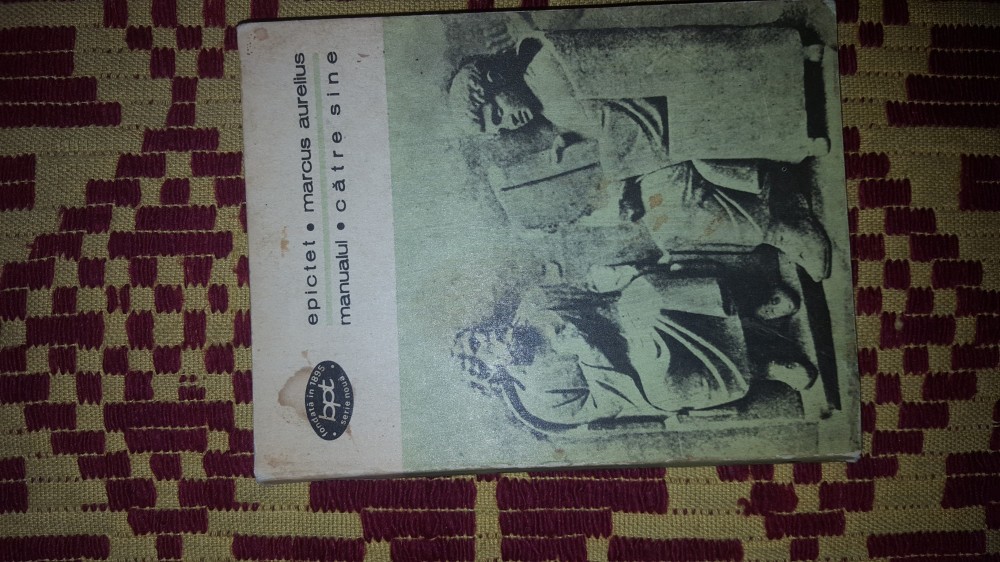 epictet • marcus aurelius
manualul • către sine
fondată în 1895
bpt
serie nouă